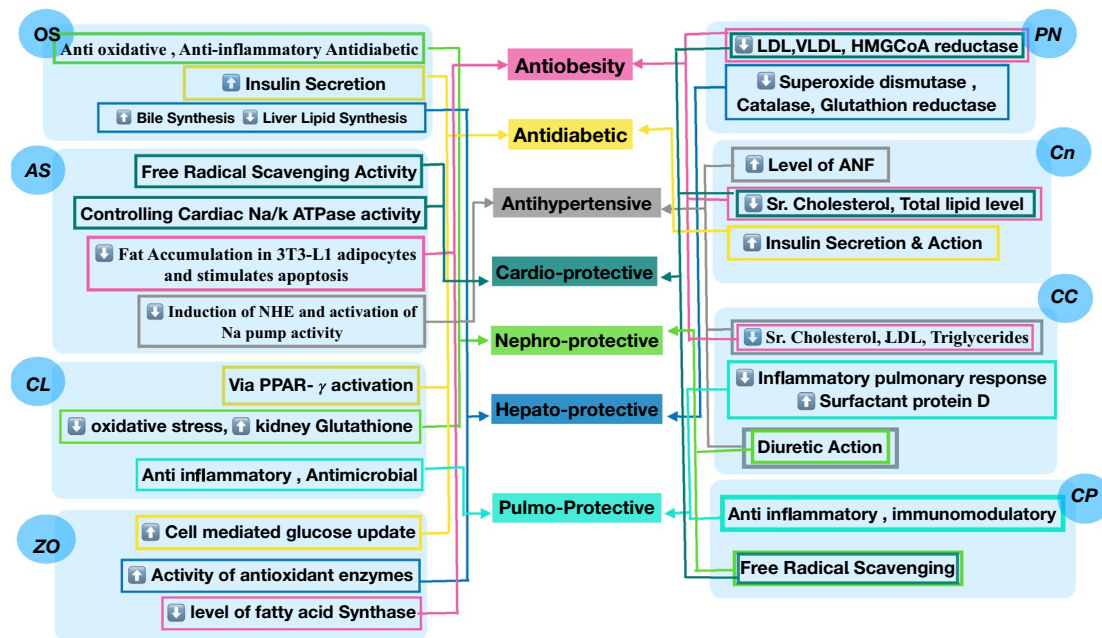 OS
Anti oxidative , Anti-inflammatory Antidiabetic
⬆ Insulin Secretion
⬆ Bile Synthesis ⬇ Liver Lipid Synthesis
AS
Free Radical Scavenging Activity
Controlling Cardiac Na/k ATPase activity
⬇ Fat Accumulation in 3T3-L1 adipocytes
and stimulates apoptosis
⬇ Induction of NHE and activation of
Na pump activity
CL
Via PPAR- γ activation
⬇ oxidative stress, ⬆ kidney Glutathione
Anti inflammatory , Antimicrobial
ZO
⬆ Cell mediated glucose update
⬆ Activity of antioxidant enzymes
⬇ level of fatty acid Synthase
Antiobesity
Antidiabetic
Antihypertensive
Cardio-protective
Nephro-protective
Hepato-protective
Pulmo-Protective
PN
⬇ LDL,VLDL, HMGCoA reductase
⬇ Superoxide dismutase ,
Catalase, Glutathion reductase
Cn
⬆ Level of ANF
⬇ Sr. Cholesterol, Total lipid level
⬆ Insulin Secretion & Action
CC
⬇ Sr. Cholesterol, LDL, Triglycerides
⬇ Inflammatory pulmonary response
⬆ Surfactant protein D
Diuretic Action
CP
Anti inflammatory , immunomodulatory
Free Radical Scavenging